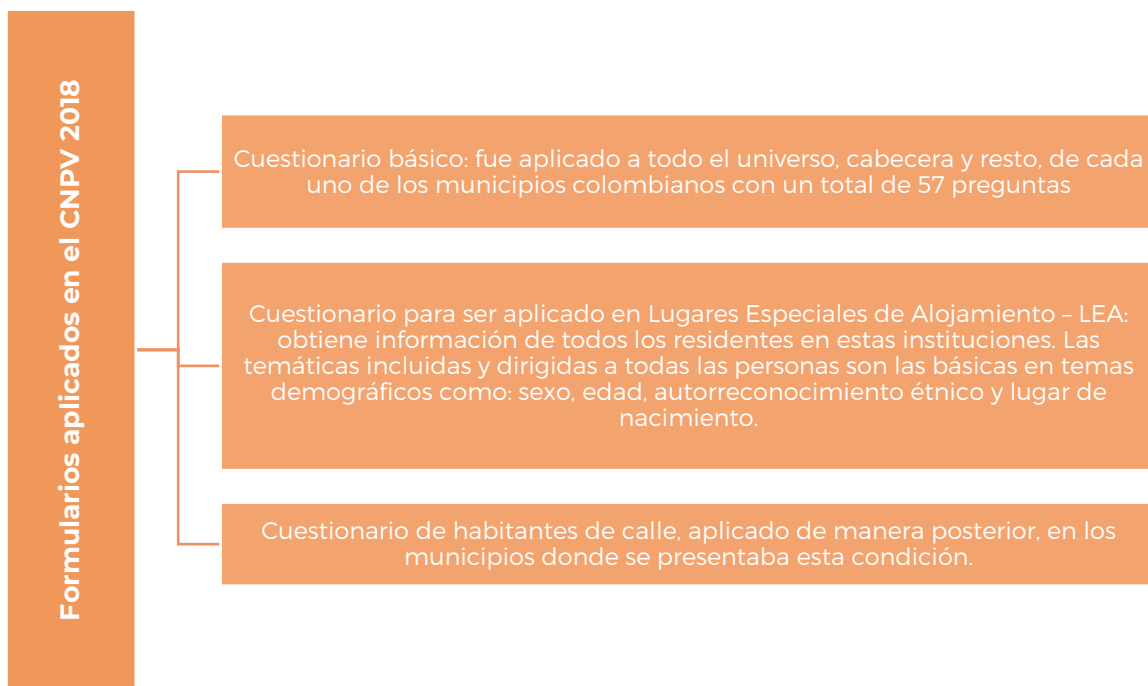 Formularios aplicados en el CNPV 2018
Cuestionario básico: fue aplicado a todo el universo, cabecera y resto, de cada
uno de los municipios colombianos con un total de 57 preguntas
Cuestionario para ser aplicado en Lugares Especiales de Alojamiento – LEA:
obtiene información de todos los residentes en estas instituciones. Las
temáticas incluidas y dirigidas a todas las personas son las básicas en temas
demográficos como: sexo, edad, autorreconocimiento étnico y lugar de
nacimiento.
Cuestionario de habitantes de calle, aplicado de manera posterior, en los
municipios donde se presentaba esta condición.